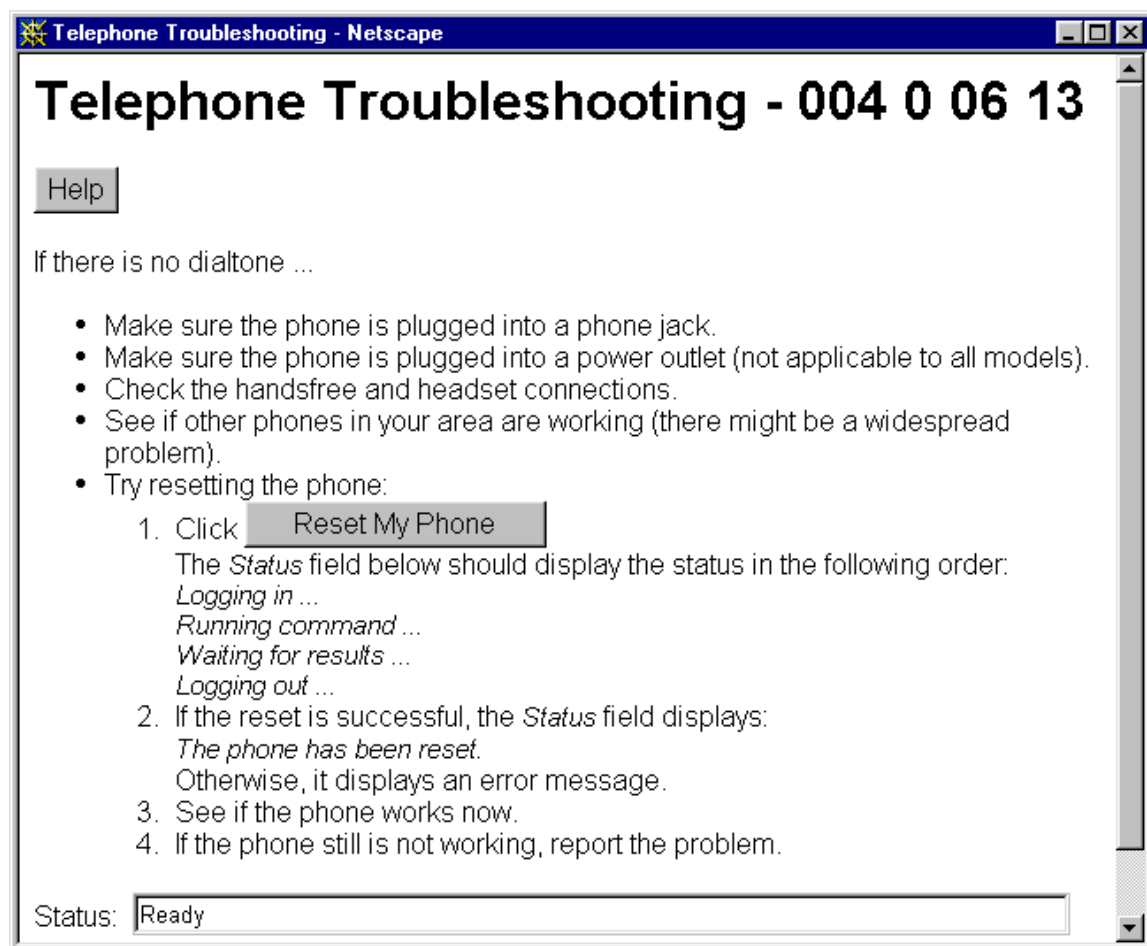 Telephone Troubleshooting - Netscape
Telephone Troubleshooting - 004 0 06 13
Help
If there is no dialtone ...
• Make sure the phone is plugged into a phone jack.
• Make sure the phone is plugged into a power outlet (not applicable to all models).
• Check the handsfree and headset connections.
• See if other phones in your area are working (there might be a widespread
problem).
• Try resetting the phone:
1. Click Reset My Phone
The Status field below should display the status in the following order:
Logging in ...
Running command ...
Waiting for results ...
Logging out ...
2. If the reset is successful, the Status field displays:
The phone has been reset.
Otherwise, it displays an error message.
3. See if the phone works now.
4. If the phone still is not working, report the problem.
Status: Ready